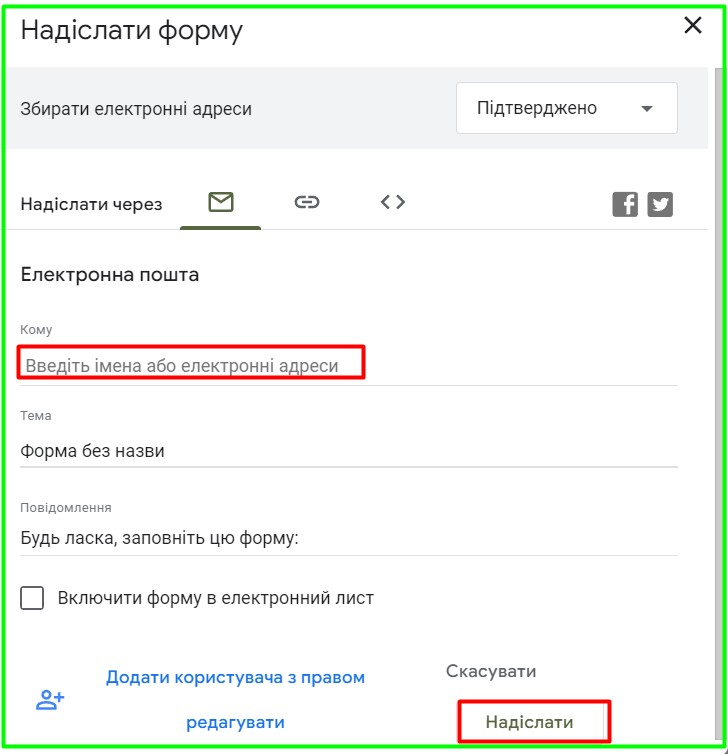 Надіслати форму
Збирати електронні адреси
Підтверджено
Надіслати через
Електронна пошта
Кому
Введіть імена або електронні адреси
Тема
Форма без назви
Повідомлення
Будь ласка, заповніть цю форму:
Включити форму в електронний лист
Додати користувача з правом
редагувати
Скасувати
Надіслати